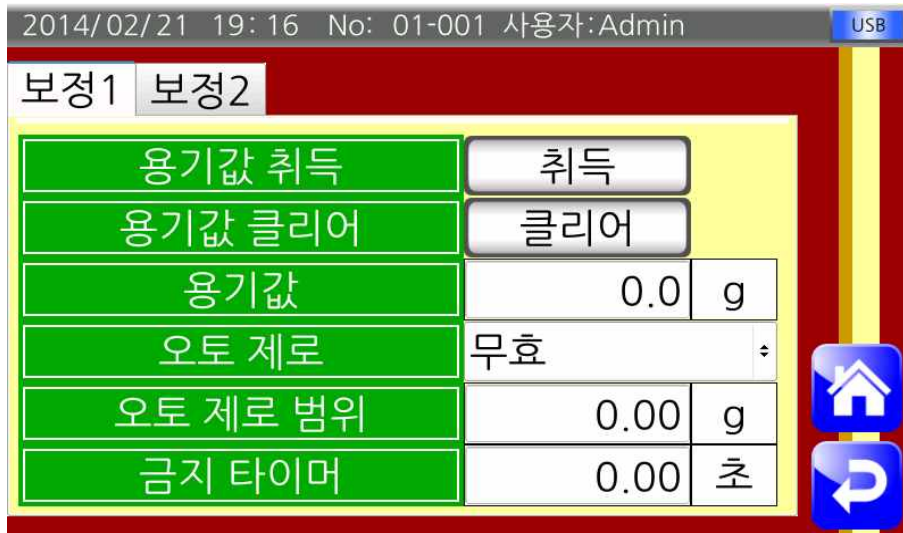 2014/02/21 19:16 No: 01-001 사용자:Admin USB
보정1 보정2
용기값 취득 취득
용기값 클리어 클리어
용기값 0.0 g
오토 제로 무효
오토 제로 범위 0.00 g
금지 타이머 0.00 초